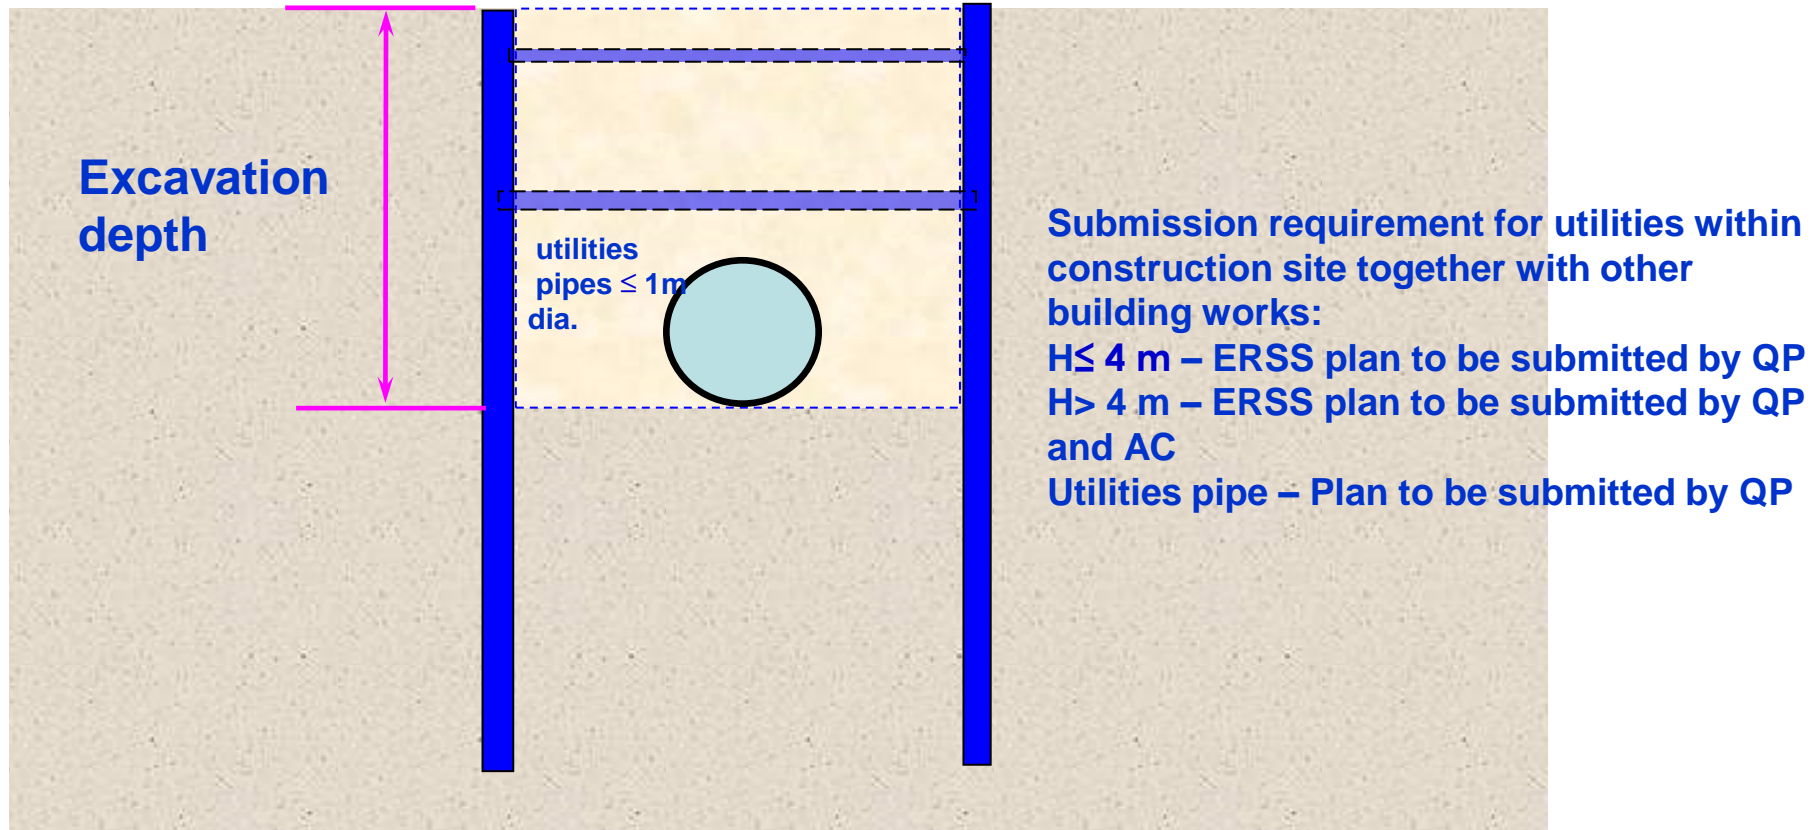 Excavation
depth
utilities
pipes ≤ 1m
dia.
Submission requirement for utilities within
construction site together with other
building works:
H≤ 4 m – ERSS plan to be submitted by QP
H> 4 m – ERSS plan to be submitted by QP
and AC
Utilities pipe – Plan to be submitted by QP